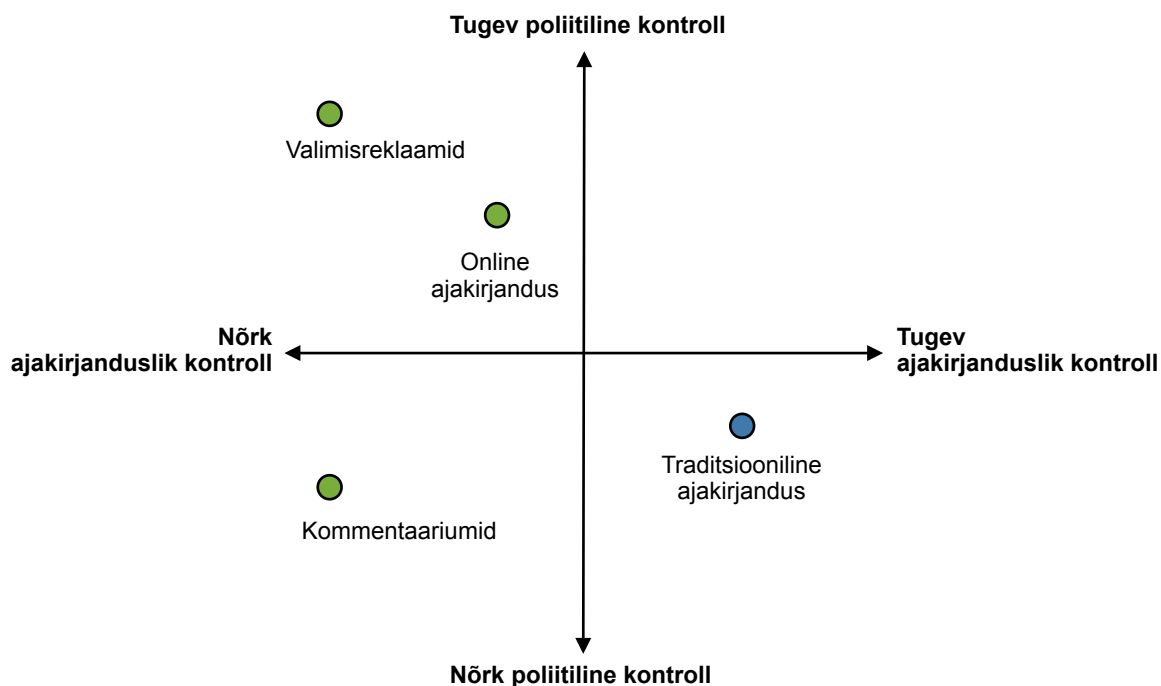 Tugev poliitiline kontroll
Valimisreklaamid
Online
ajakirjandus
Nõrk
ajakirjanduslik kontroll
Tugev
ajakirjanduslik kontroll
Traditsiooniline
ajakirjandus
Kommentaariumid
Nõrk poliitiline kontroll